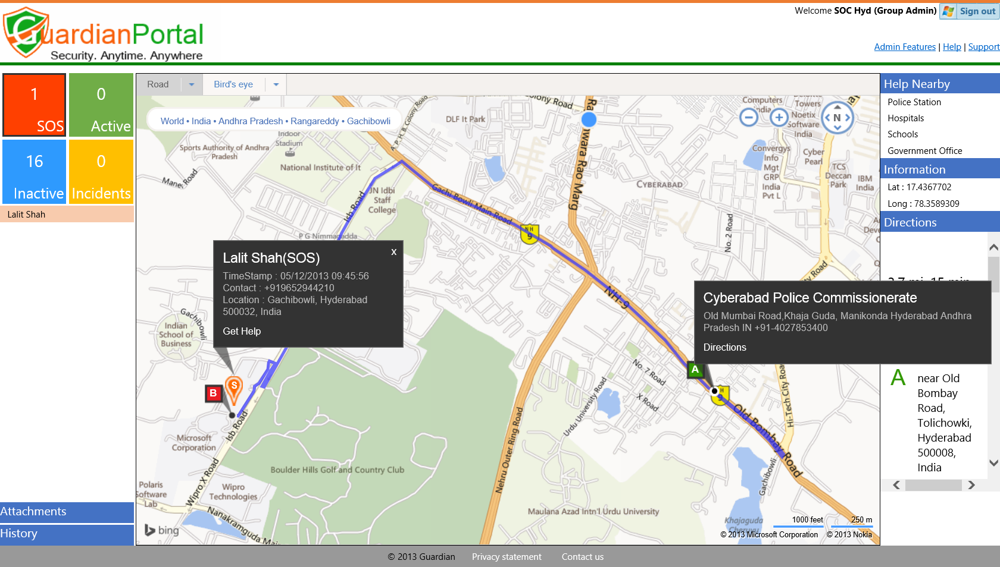 GuardianPortal
Security. Anytime. Anywhere
Welcome SOC Hyd (Group Admin)
Sign out
Admin Features | Help | Support
1
SOS
0
Active
16
Inactive
0
Incidents
Lalit Shah
Attachments
History
Road
Bird's eye
World • India • Andhra Pradesh • Rangareddy • Gachibowli
A. P. H. B. Colony Road
olony Road
DLF It Park
Computers
India
Towers
Noetix
Software
India
N
Indoor
Stadium
Sports Authority of Andhra
Pradesh
National Institute of It
Mane Road
JN Idbi
Staff
College
Isb Road
P G Nimmagadda
Gachi Bowli Main Road
NH
9
wara Rao Marg
CYBERABAD
Convergys
Info
Mgt
GRP
India
Pvt L
Cyber
Pearl
TCS
Deccan
Park
IBM
India
No. 2 Road
NH-9
Lalit Shah(SOS)
x
TimeStamp : 05/12/2013 09:45:56
Contact : +919652944210
Location : Gachibowli, Hyderabad
500032, India
Get Help
Cyberabad Police Commissionerate
Old Mumbai Road,Khaja Guda, Manikonda Hyderabad Andhra
Pradesh IN +91-4027853400
Directions
Gachibowli
Indian
School of
Business
S
B
A
H
9
Isb Road
Microsoft
Corporation
Wipro X Road
Polaris
Software
Lab
Wipro
Technologies
Nanakramguda Main
Boulder Hills Golf and Country Club
Nehru Outer Ring Road
No. 7 Road
X Road
Urdu University Road
Hi-Tech City Road
Old Bombay Road
Gachibowli
Maulana Azad Intn'l Urdu University
Khajaguda
Cheruvu
bing
1000 feet
250 m
© 2013 Microsoft Corporation
© 2013 Nokia
Help Nearby
Police Station
Hospitals
Schools
Government Office
Information
Lat : 17.4367702
Long : 78.3589309
Directions
A
near Old
Bombay
Road,
Tolichowki,
Hyderabad
500008,
India
© 2013 Guardian
Privacy statement
Contact us